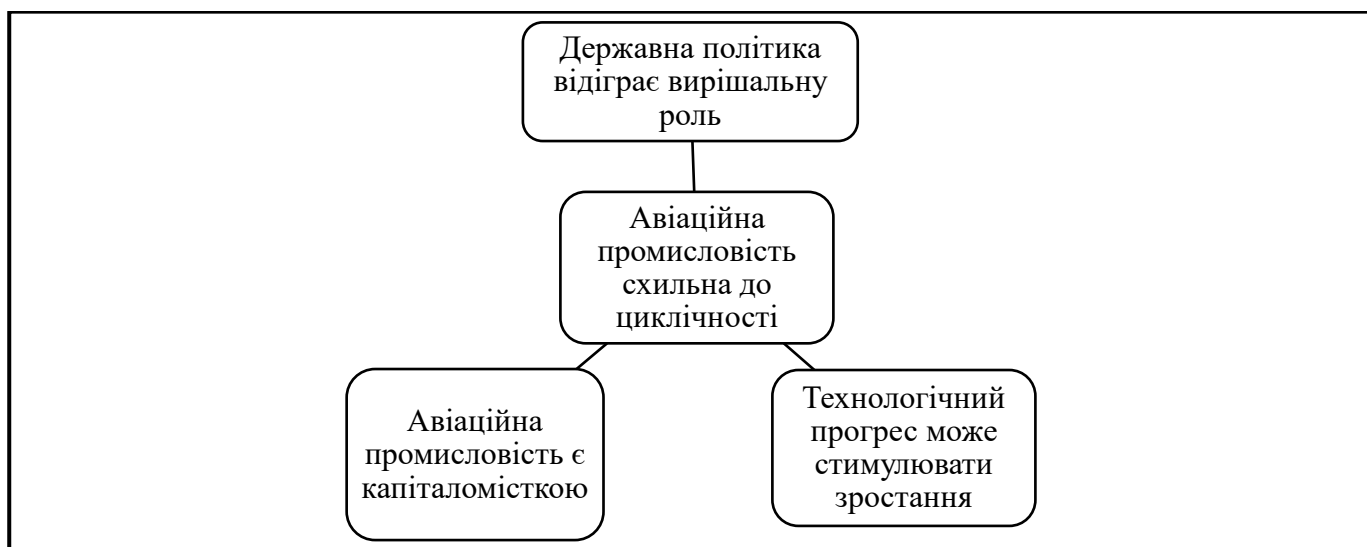 Державна політика
відіграє вирішальну
роль
Авіаційна
промисловість
схильна до
циклічності
Авіаційна
промисловість є
капіталомісткою
Технологічний
прогрес може
стимулювати
зростання